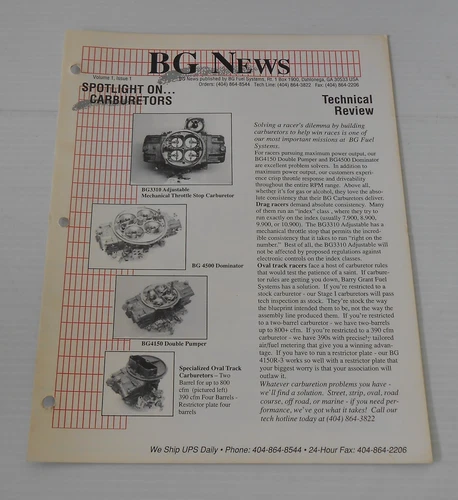 BG NEWS
Volume 1, Issue 1
BG News published by BG Fuel Systems, Rt. 1 Box 1900, Dahlonega, GA 30533 USA
Orders: (404) 864-8544 Tech Line: (404) 864-3822 Fax: (404) 864-2206
SPOTLIGHT ON...
CARBURETORS
BG3310 Adjustable
Mechanical Throttle Stop Carburetor
BG 4500 Dominator
BG4150 Double Pumper
Specialized Oval Track
Carburetors – Two
Barrel for up to 800
cfm (pictured left)
390 cfm Four Barrels -
Restrictor plate four
barrels
Technical
Review
Solving a racer's dilemma by building
carburetors to help win races is one of
our most important missions at BG Fuel
Systems.
For racers pursuing maximum power output, our
BG4150 Double Pumper and BG4500 Dominator
are excellent problem solvers. In addition to
maximum power output, our customers experi-
ence crisp throttle response and driveability
throughout the entire RPM range. Above all,
whether it's for gas or alcohol, they love the abso-
lute consistency that their BG Carburetors deliver.
Drag racers demand absolute consistency. Many
of them run an "index" class , where they try to
run exactly on the index (usually 7.900, 8.900,
9.900, or 10.900). The BG3310 Adjustable has a
mechanical throttle stop that permits the incred-
ible consistency that it takes to run "right on the
number." Best of all, the BG3310 Adjustable will
not be affected by proposed regulations against
electronic controls on the index classes.
Oval track racers face a host of carburetor rules
that would test the patience of a saint. If carbure-
tor rules are getting you down, Barry Grant Fuel
Systems has a solution. If you're restricted to a
stock carburetor - our Stage I carburetors will pass
tech inspection as stock. They're stock the way
the blueprint intended them to be, not the way the
assembly line produced them. If you're restricted
to a two-barrel carburetor - we have two-barrels
up to 800+ cfm. If you're restricted to a 390 cfm
carburetor - we have 390s with precisely tailored
air/fuel metering that give you a winning advan-
tage. If you have to run a restrictor plate - our BG
4150R-3 works so well with a restrictor plate that
your biggest worry is that your association will
outlaw it.
Whatever carburetion problems you have -
we'll find a solution. Street, strip, oval, road
course, off road, or marine - if you need per-
formance, we've got what it takes! Call our
tech hotline today at (404) 864-3822
We Ship UPS Daily • Phone: 404-864-8544 • 24-Hour Fax: 404-864-2206